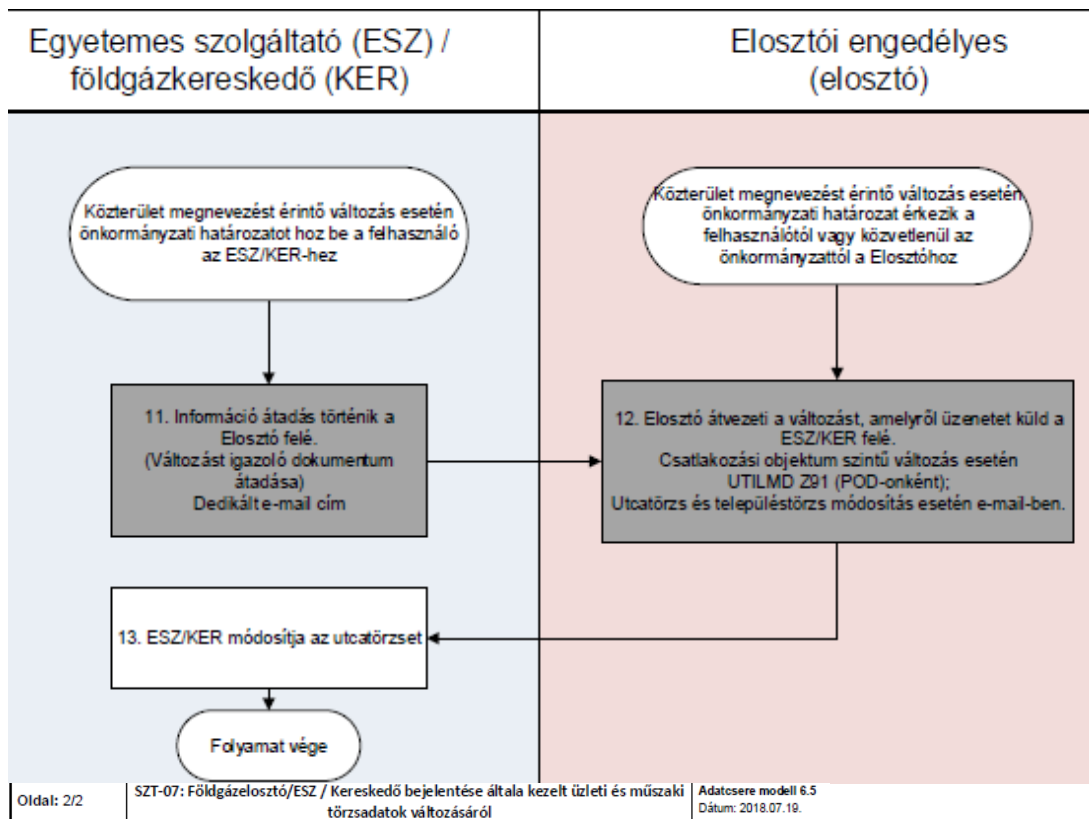 Egyetemes szolgáltató (ESZ) /
földgázkereskedő (KER)
Elosztói engedélyes
(elosztó)
Közterület megnevezést érintő változás esetén
önkormányzati határozatot hoz be a felhasználó
az ESZ/KER-hez
Közterület megnevezést érintő változás esetén
önkormányzati határozat érkezik a
felhasználótól vagy közvetlenül az
önkormányzattól a Elosztóhoz
11. Információ átadás történik a
Elosztó felé.
(Változást igazoló dokumentum
átadása)
Dedikált e-mail cím
12. Elosztó átvezeti a változást, amelyről üzenetet küld a
ESZ/KER felé.
Csatlakozási objektum szintű változás esetén
UTILMD Z91 (POD-onként);
Utcatörzs és településtörzs módosítás esetén e-mail-ben.
13. ESZ/KER módosítja az utcatörzset
Folyamat vége
Oldal: 2/2
SZT-07: Földgázelosztó/ESZ / Kereskedő bejelentése általa kezelt üzleti és műszaki
törzsadatok változásáról
Adatcsere modell 6.5
Dátum: 2018.07.19.